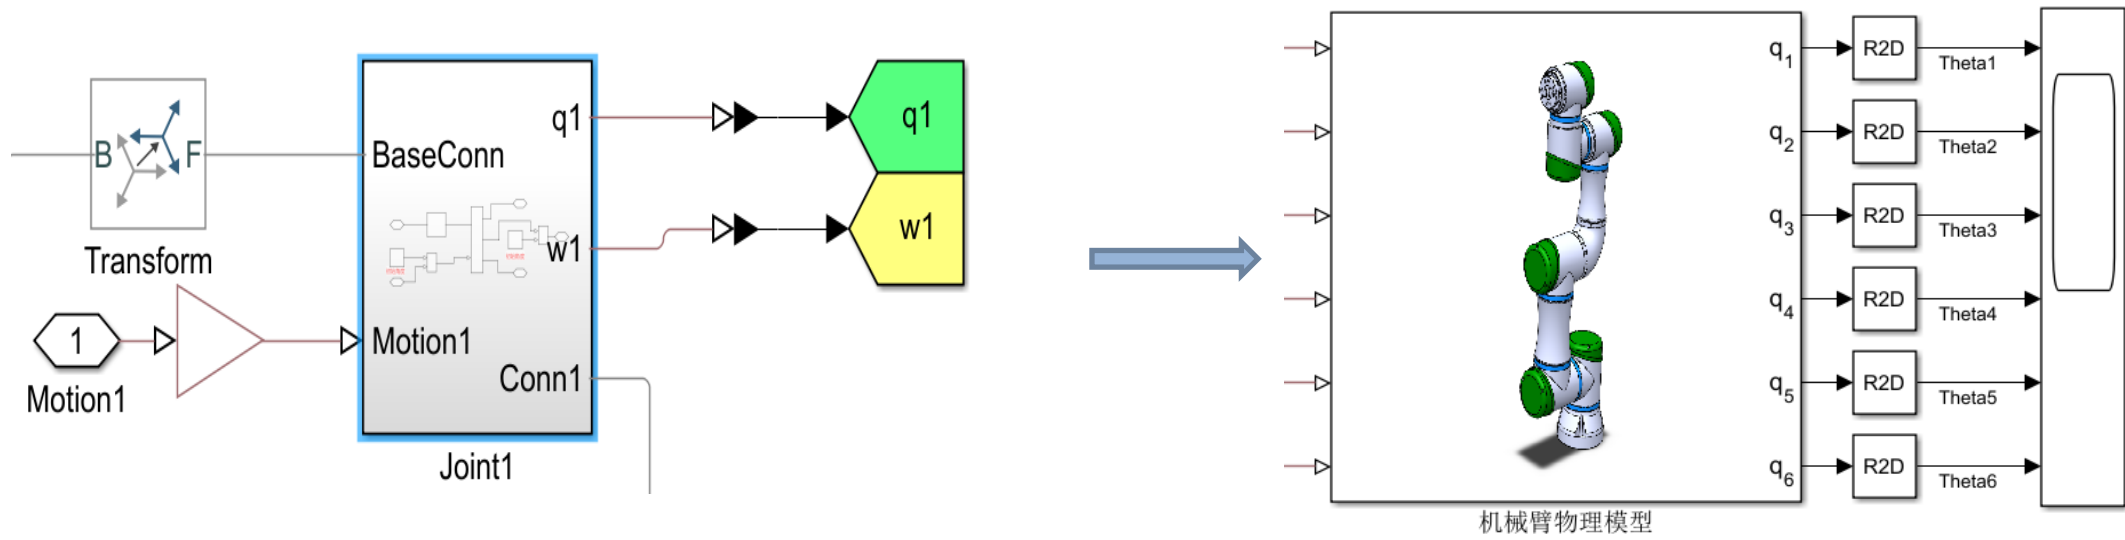 B
F
Transform
1
Motion1
BaseConn
q1
w1
Motion1
Conn1
Joint1
q1
w1
q1
R2D
Theta1
q2
R2D
Theta2
q3
R2D
Theta3
q4
R2D
Theta4
q5
R2D
Theta5
q6
R2D
Theta6
机械臂物理模型